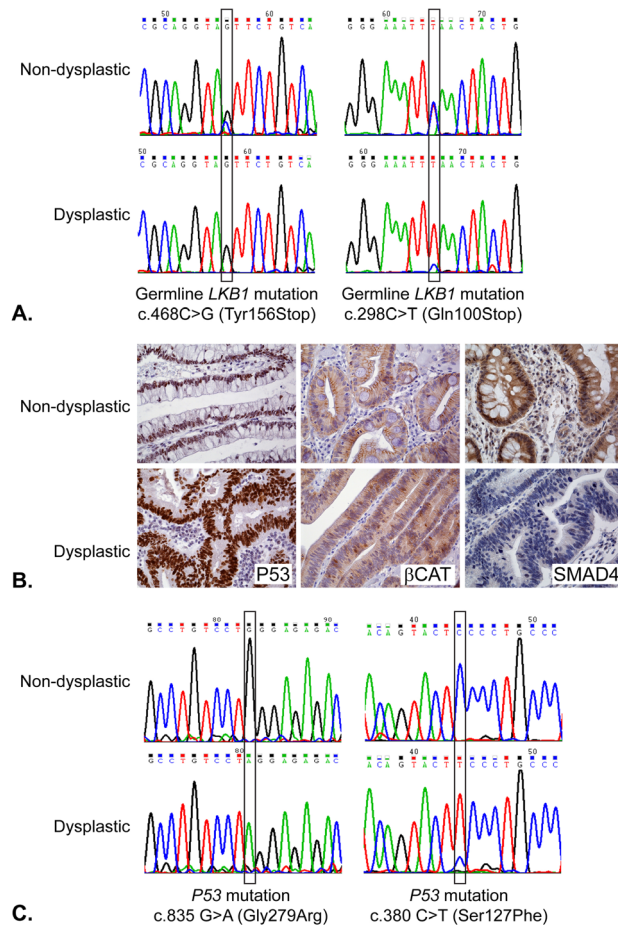 50 60
C G C A G G T A G T T C T G T C A
60 70
G G G A A A T T T A A C T A C T G
Non-dysplastic
50 60
C G C A G G T A G T T C T G T C A
60 70
G G G A A A T T T A A C T A C T G
Dysplastic
Germline LKB1 mutation
c.468C>G (Tyr156Stop)
Germline LKB1 mutation
c.298C>T (Gln100Stop)
A.
Non-dysplastic
Dysplastic
P53
βCAT
SMAD4
B.
80 90
G C C T G T C C T G G G A G A G A C
40 50
A C A G T A C T C C C C T G C C C
Non-dysplastic
80
G C C T G T C C T A G G A G A G A C
40 50
A C A G T A C T T C C C T G C C C
Dysplastic
P53 mutation
c.835 G>A (Gly279Arg)
P53 mutation
c.380 C>T (Ser127Phe)
C.